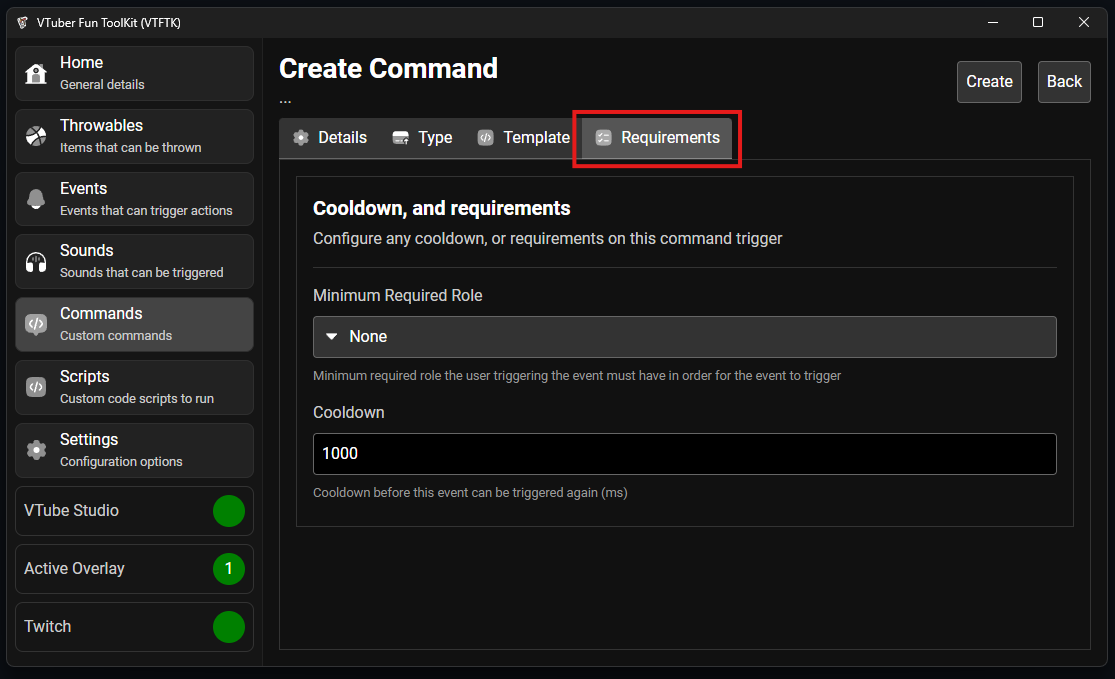 VTuber Fun ToolKit (VTFTK)
Home
General details
Throwables
Items that can be thrown
Events
Events that can trigger actions
Sounds
Sounds that can be triggered
Commands
Custom commands
Scripts
Custom code scripts to run
Settings
Configuration options
VTube Studio
Active Overlay 1
Twitch
Create Command
...
Create Back
Details Type Template Requirements
Cooldown, and requirements
Configure any cooldown, or requirements on this command trigger
Minimum Required Role
None
Minimum required role the user triggering the event must have in order for the event to trigger
Cooldown
1000
Cooldown before this event can be triggered again (ms)